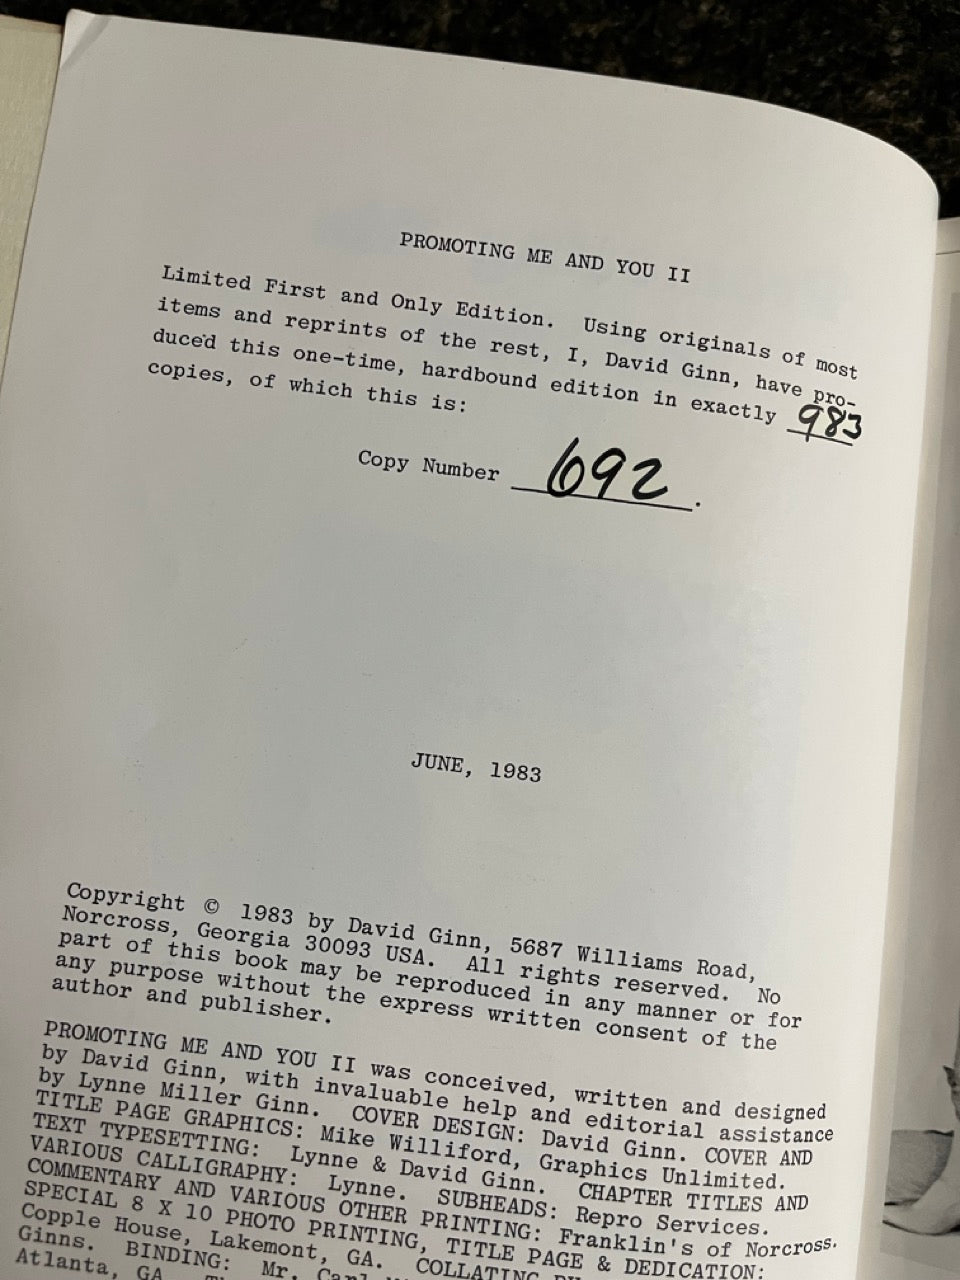 PROMOTING ME AND YOU II
Limited First and Only Edition. Using originals of most
items and reprints of the rest, I, David Ginn, have pro-
duced this one-time, hardbound edition in exactly 983
copies, of which this is:
Copy Number 692.
JUNE, 1983
Copyright © 1983 by David Ginn, 5687 Williams Road,
Norcross, Georgia 30093 USA. All rights reserved. No
part of this book may be reproduced in any manner or for
any purpose without the express written consent of the
author and publisher.
PROMOTING ME AND YOU II was conceived, written and designed
by David Ginn, with invaluable help and editorial assistance
by Lynne Miller Ginn. COVER DESIGN: David Ginn. COVER AND
TITLE PAGE GRAPHICS: Mike Williford, Graphics Unlimited.
TEXT TYPESETTING: Lynne & David Ginn. CHAPTER TITLES AND
VARIOUS CALLIGRAPHY: Lynne. SUBHEADS: Repro Services.
COMMENTARY AND VARIOUS OTHER PRINTING: Franklin's of Norcross.
SPECIAL 8 X 10 PHOTO PRINTING, TITLE PAGE & DEDICATION:
Copple House, Lakemont, GA. COLLATING
Ginns. BINDING: Mr. Carl
Atlanta, GA